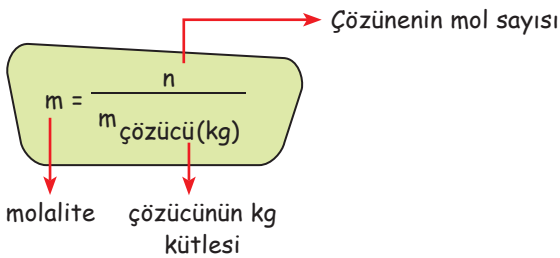 Çözünenin mol sayısı
n
m =
m çözücü(kg)
molalite
çözücünün kg
kütlesi